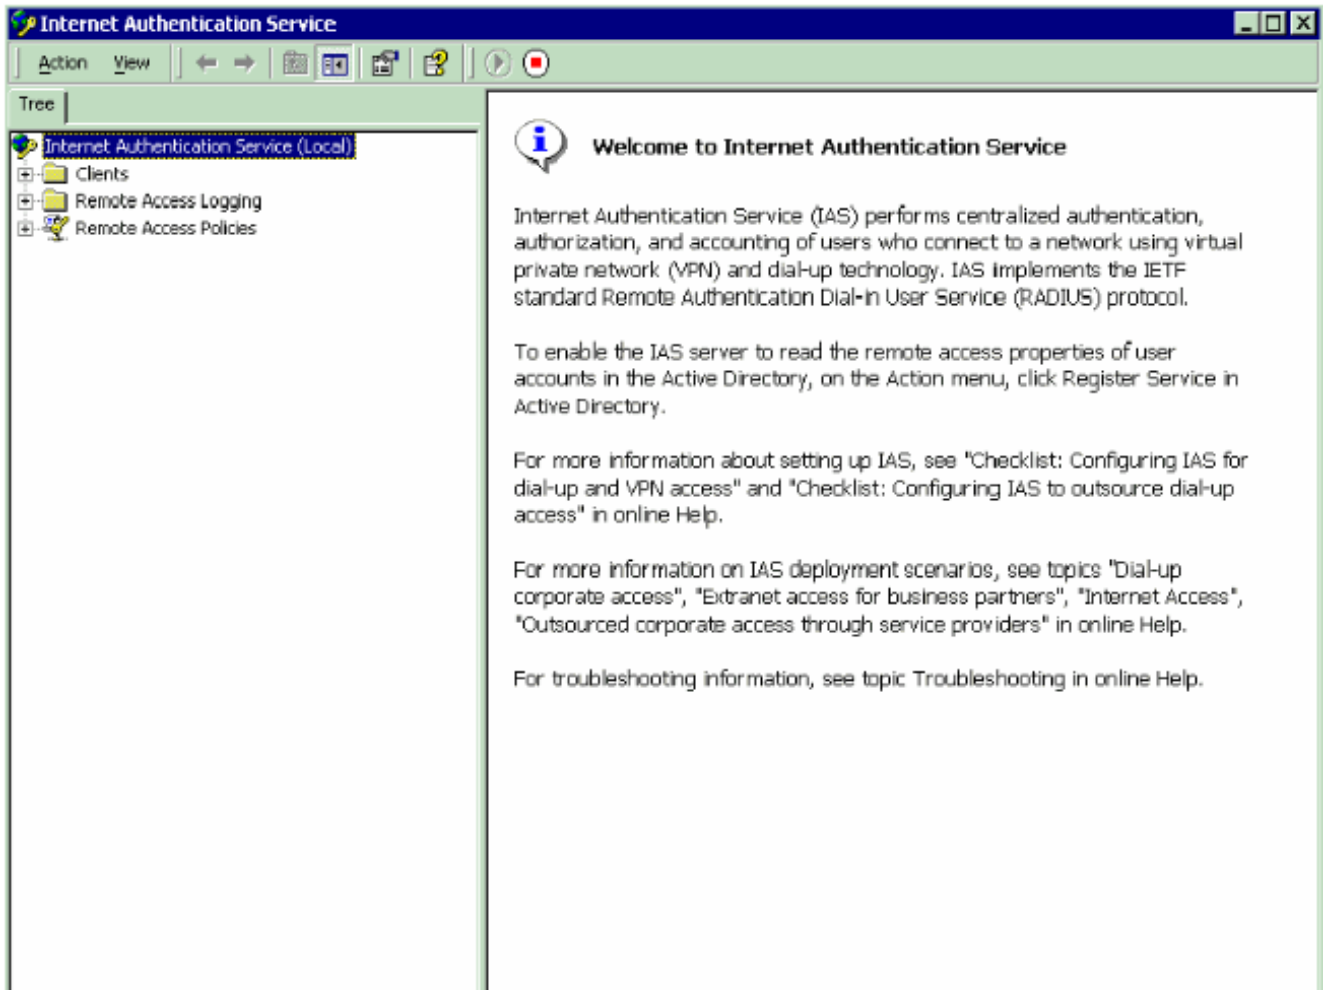 Internet Authentication Service
Action View
Tree
Internet Authentication Service (Local)
Clients
Remote Access Logging
Remote Access Policies
Welcome to Internet Authentication Service
Internet Authentication Service (IAS) performs centralized authentication,
authorization, and accounting of users who connect to a network using virtual
private network (VPN) and dial-up technology. IAS implements the IETF
standard Remote Authentication Dial-in User Service (RADIUS) protocol.
To enable the IAS server to read the remote access properties of user
accounts in the Active Directory, on the Action menu, click Register Service in
Active Directory.
For more information about setting up IAS, see "Checklist: Configuring IAS for
dial-up and VPN access" and "Checklist: Configuring IAS to outsource dial-up
access" in online Help.
For more information on IAS deployment scenarios, see topics "Dial-up
corporate access", "Extranet access for business partners", "Internet Access",
"Outsourced corporate access through service providers" in online Help.
For troubleshooting information, see topic Troubleshooting in online Help.